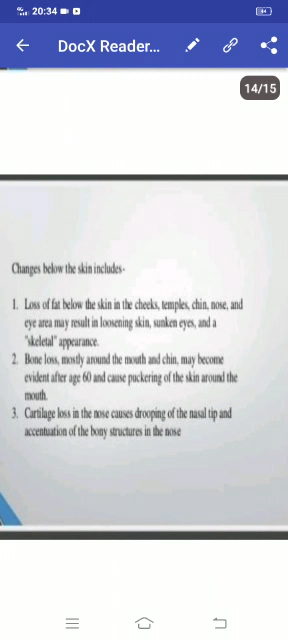 20:34
DocX Reader...
14/15
Changes below the skin includes-
1. Loss of fat below the skin in the cheeks, temples, chin, nose, and
eye area may result in loosening skin, sunken eyes, and a
"skeletal" appearance.
2. Bone loss, mostly around the mouth and chin, may become
evident after age 60 and cause puckering of the skin around the
mouth.
3. Cartilage loss in the nose causes drooping of the nasal tip and
accentuation of the bony structures in the nose